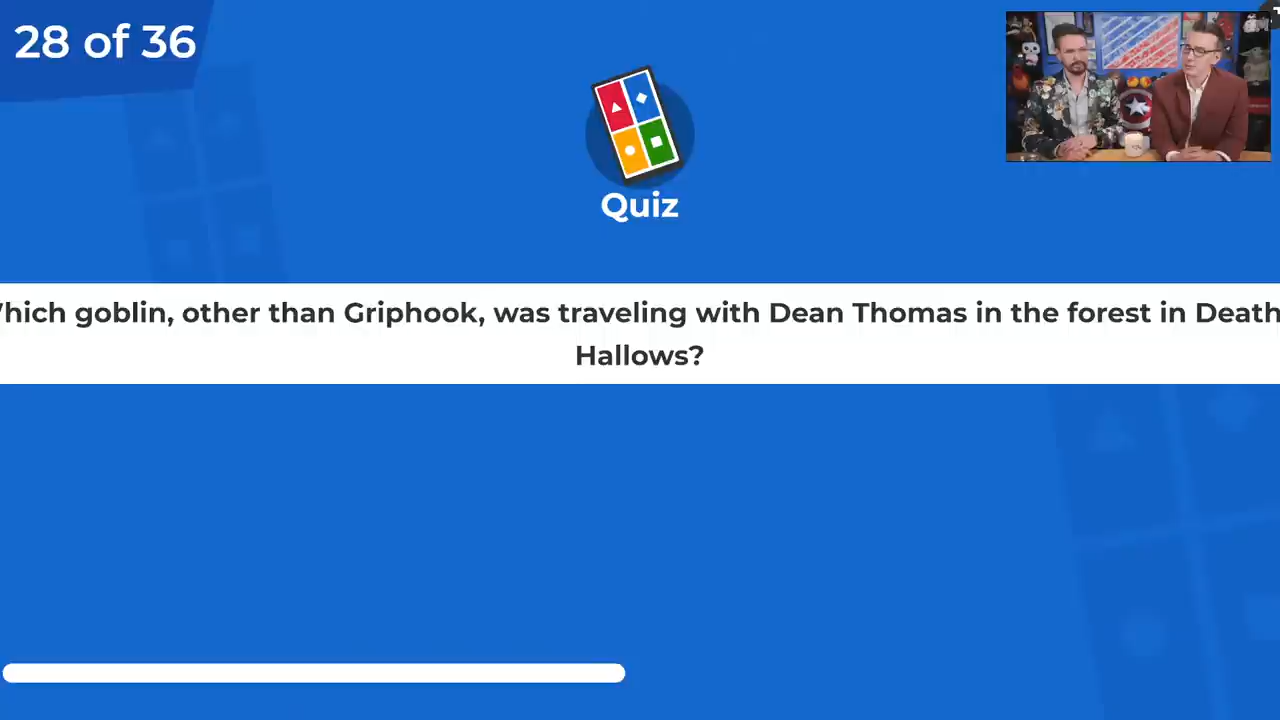 28 of 36
Quiz
hich goblin, other than Griphook, was traveling with Dean Thomas in the forest in Death
Hallows?